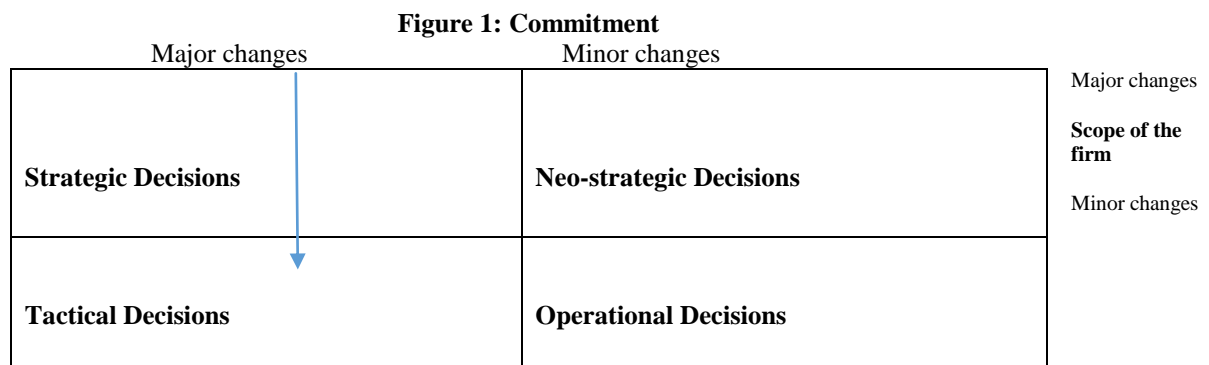 Figure 1: Commitment
Major changes Minor changes
Major changes
Scope of the
firm
Minor changes
Strategic Decisions Neo-strategic Decisions
Tactical Decisions Operational Decisions